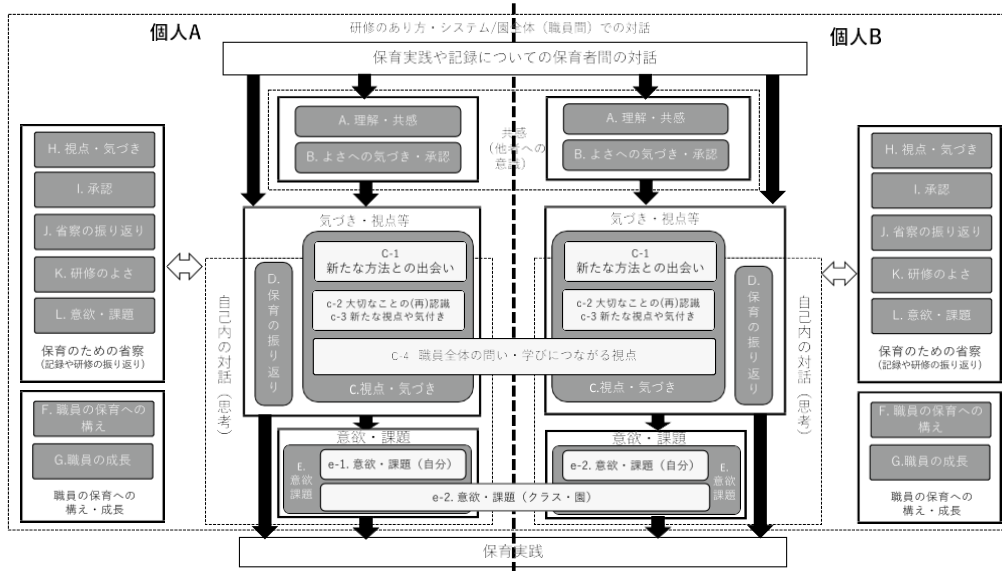 研修のあり方・システム/園全体（職員間）での対話
個人A
個人B
保育実践や記録についての保育者間の対話
A. 理解・共感
B. よさへの気づき・承認
共感
(他者への
意識)
A. 理解・共感
B. よさへの気づき・承認
H. 視点・気づき
I. 承認
J. 省察の振り返り
K. 研修のよさ
L. 意欲・課題
保育のための省察
(記録や研修の振り返り)
F. 職員の保育への
構え
G.職員の成長
職員の保育への
構え・成長
自己内の対話（思考）
気づき・視点等
D.保育の振り返り
C-1
新たな方法との出会い
c-2 大切なことの(再)認識
c-3 新たな視点や気付き
C-4 職員全体の問い・学びにつながる視点
C.視点・気づき
意欲・課題
E.意欲課題
e-1. 意欲・課題（自分）
e-2. 意欲・課題（クラス・園）
気づき・視点等
C-1
新たな方法との出会い
c-2 大切なことの(再)認識
c-3 新たな視点や気付き
C.視点・気づき
D.保育の振り返り
意欲・課題
e-2. 意欲・課題（自分）
E.意欲課題
自己内の対話（思考）
H. 視点・気づき
I. 承認
J. 省察の振り返り
K. 研修のよさ
L. 意欲・課題
保育のための省察
(記録や研修の振り返り)
F. 職員の保育への
構え
G.職員の成長
職員の保育への
構え・成長
保育実践